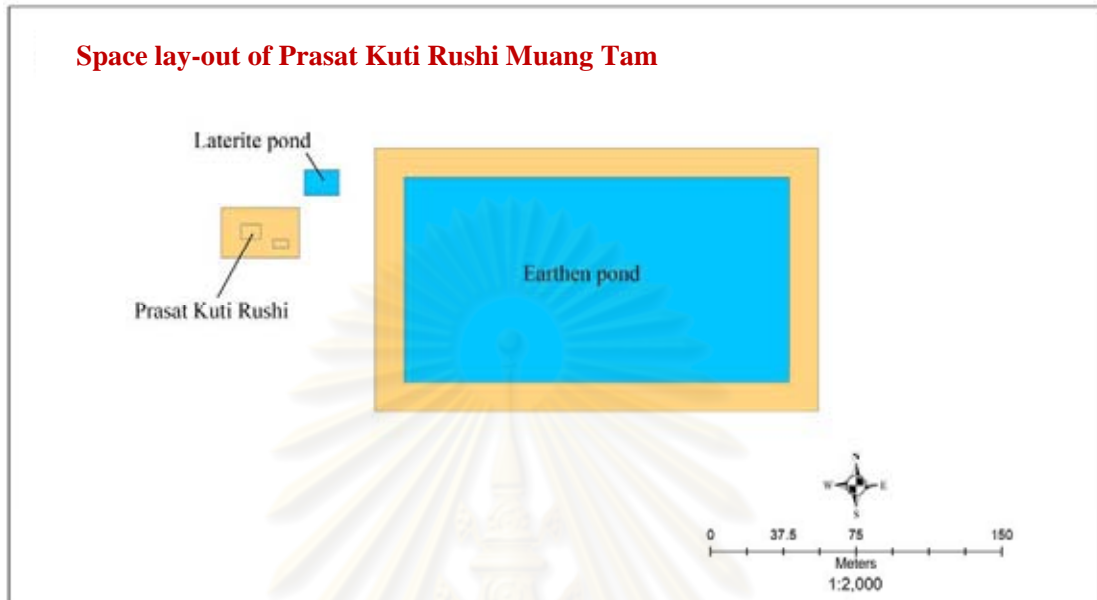 Space lay-out of Prasat Kuti Rushi Muang Tam
Laterite pond
Earthen pond
Prasat Kuti Rushi
N
W E
S
0 37.5 75 150
Meters
1:2,000